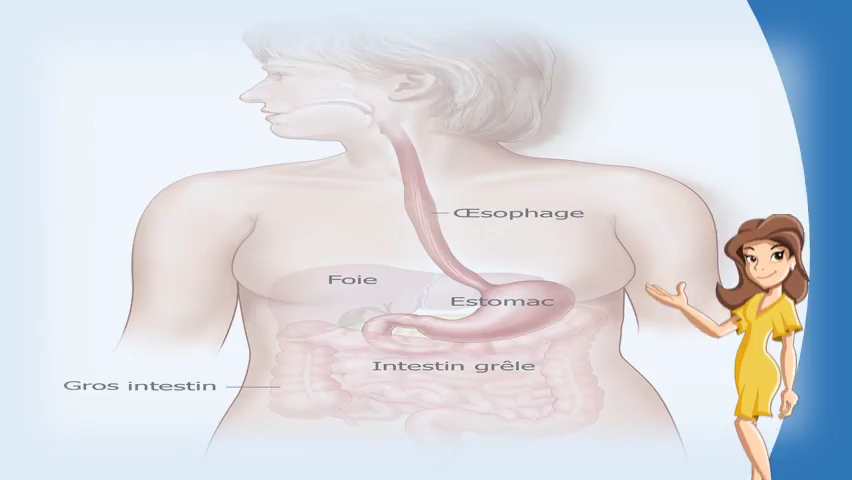 Œsophage
Foie
Estomac
Intestin grêle
Gros intestin